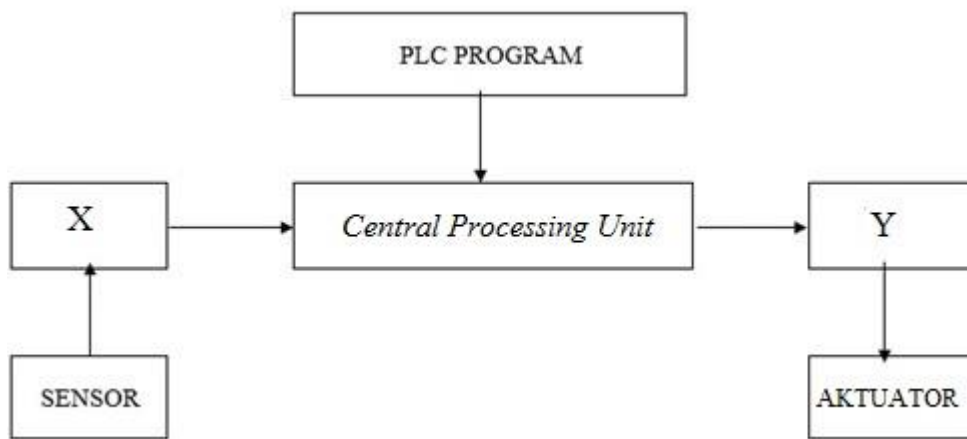 PLC PROGRAM
X
Central Processing Unit
Y
SENSOR
AKTUATOR